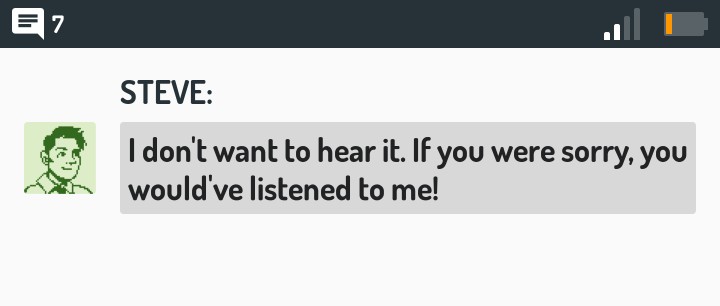 7
STEVE:
I don't want to hear it. If you were sorry, you
would've listened to me!